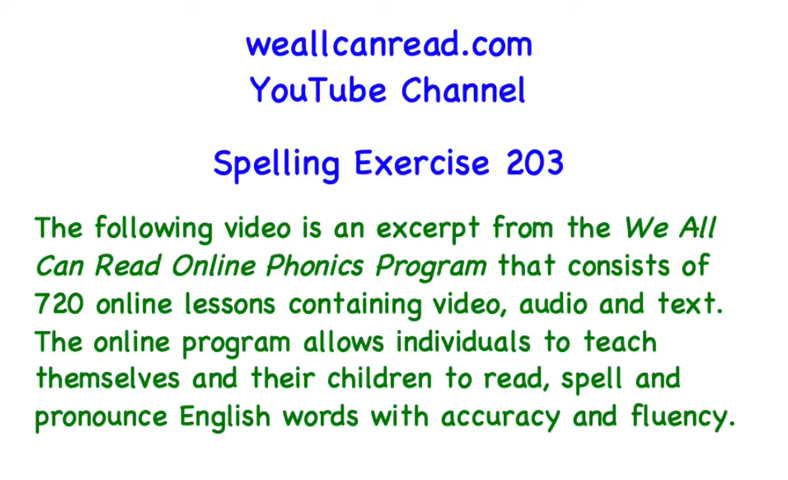 weallcanread.com
YouTube Channel
Spelling Exercise 203
The following video is an excerpt from the We All
Can Read Online Phonics Program that consists of
720 online lessons containing video, audio and text.
The online program allows individuals to teach
themselves and their children to read, spell and
pronounce English words with accuracy and fluency.